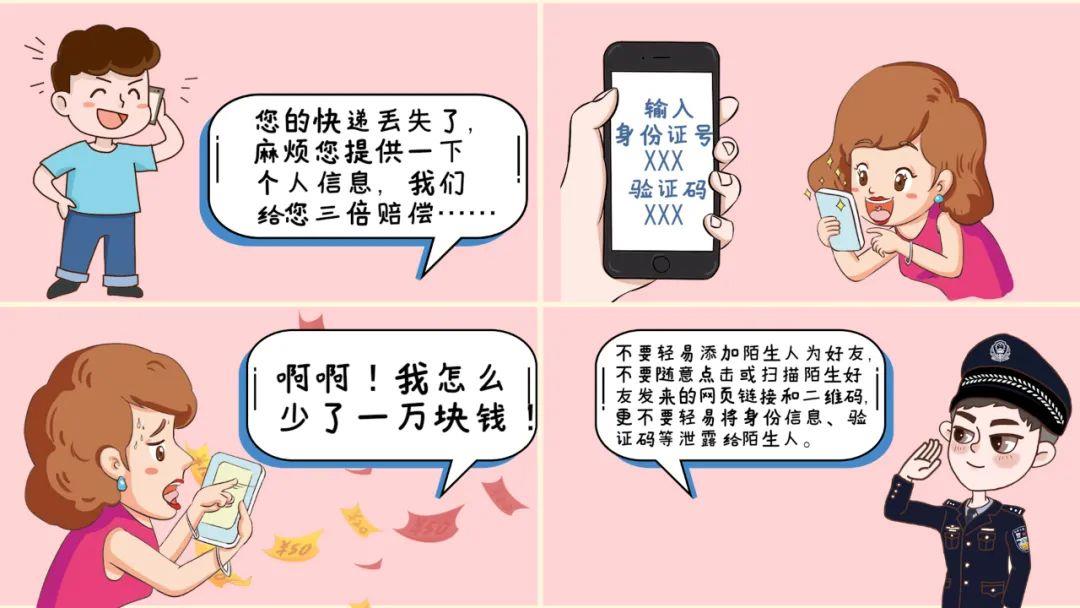 您的快递丢失了,
麻烦您提供一下
个人信息, 我们
给您三倍赔偿……
输入
身份证号
XXX
验证码
XXX
啊啊！我怎么
少了一万块钱！
不要轻易添加陌生人为好友,
不要随意点击或扫描陌生好
友发来的网页链接和二维码,
更不要轻易将身份信息、验
证码等泄露给陌生人。
¥50